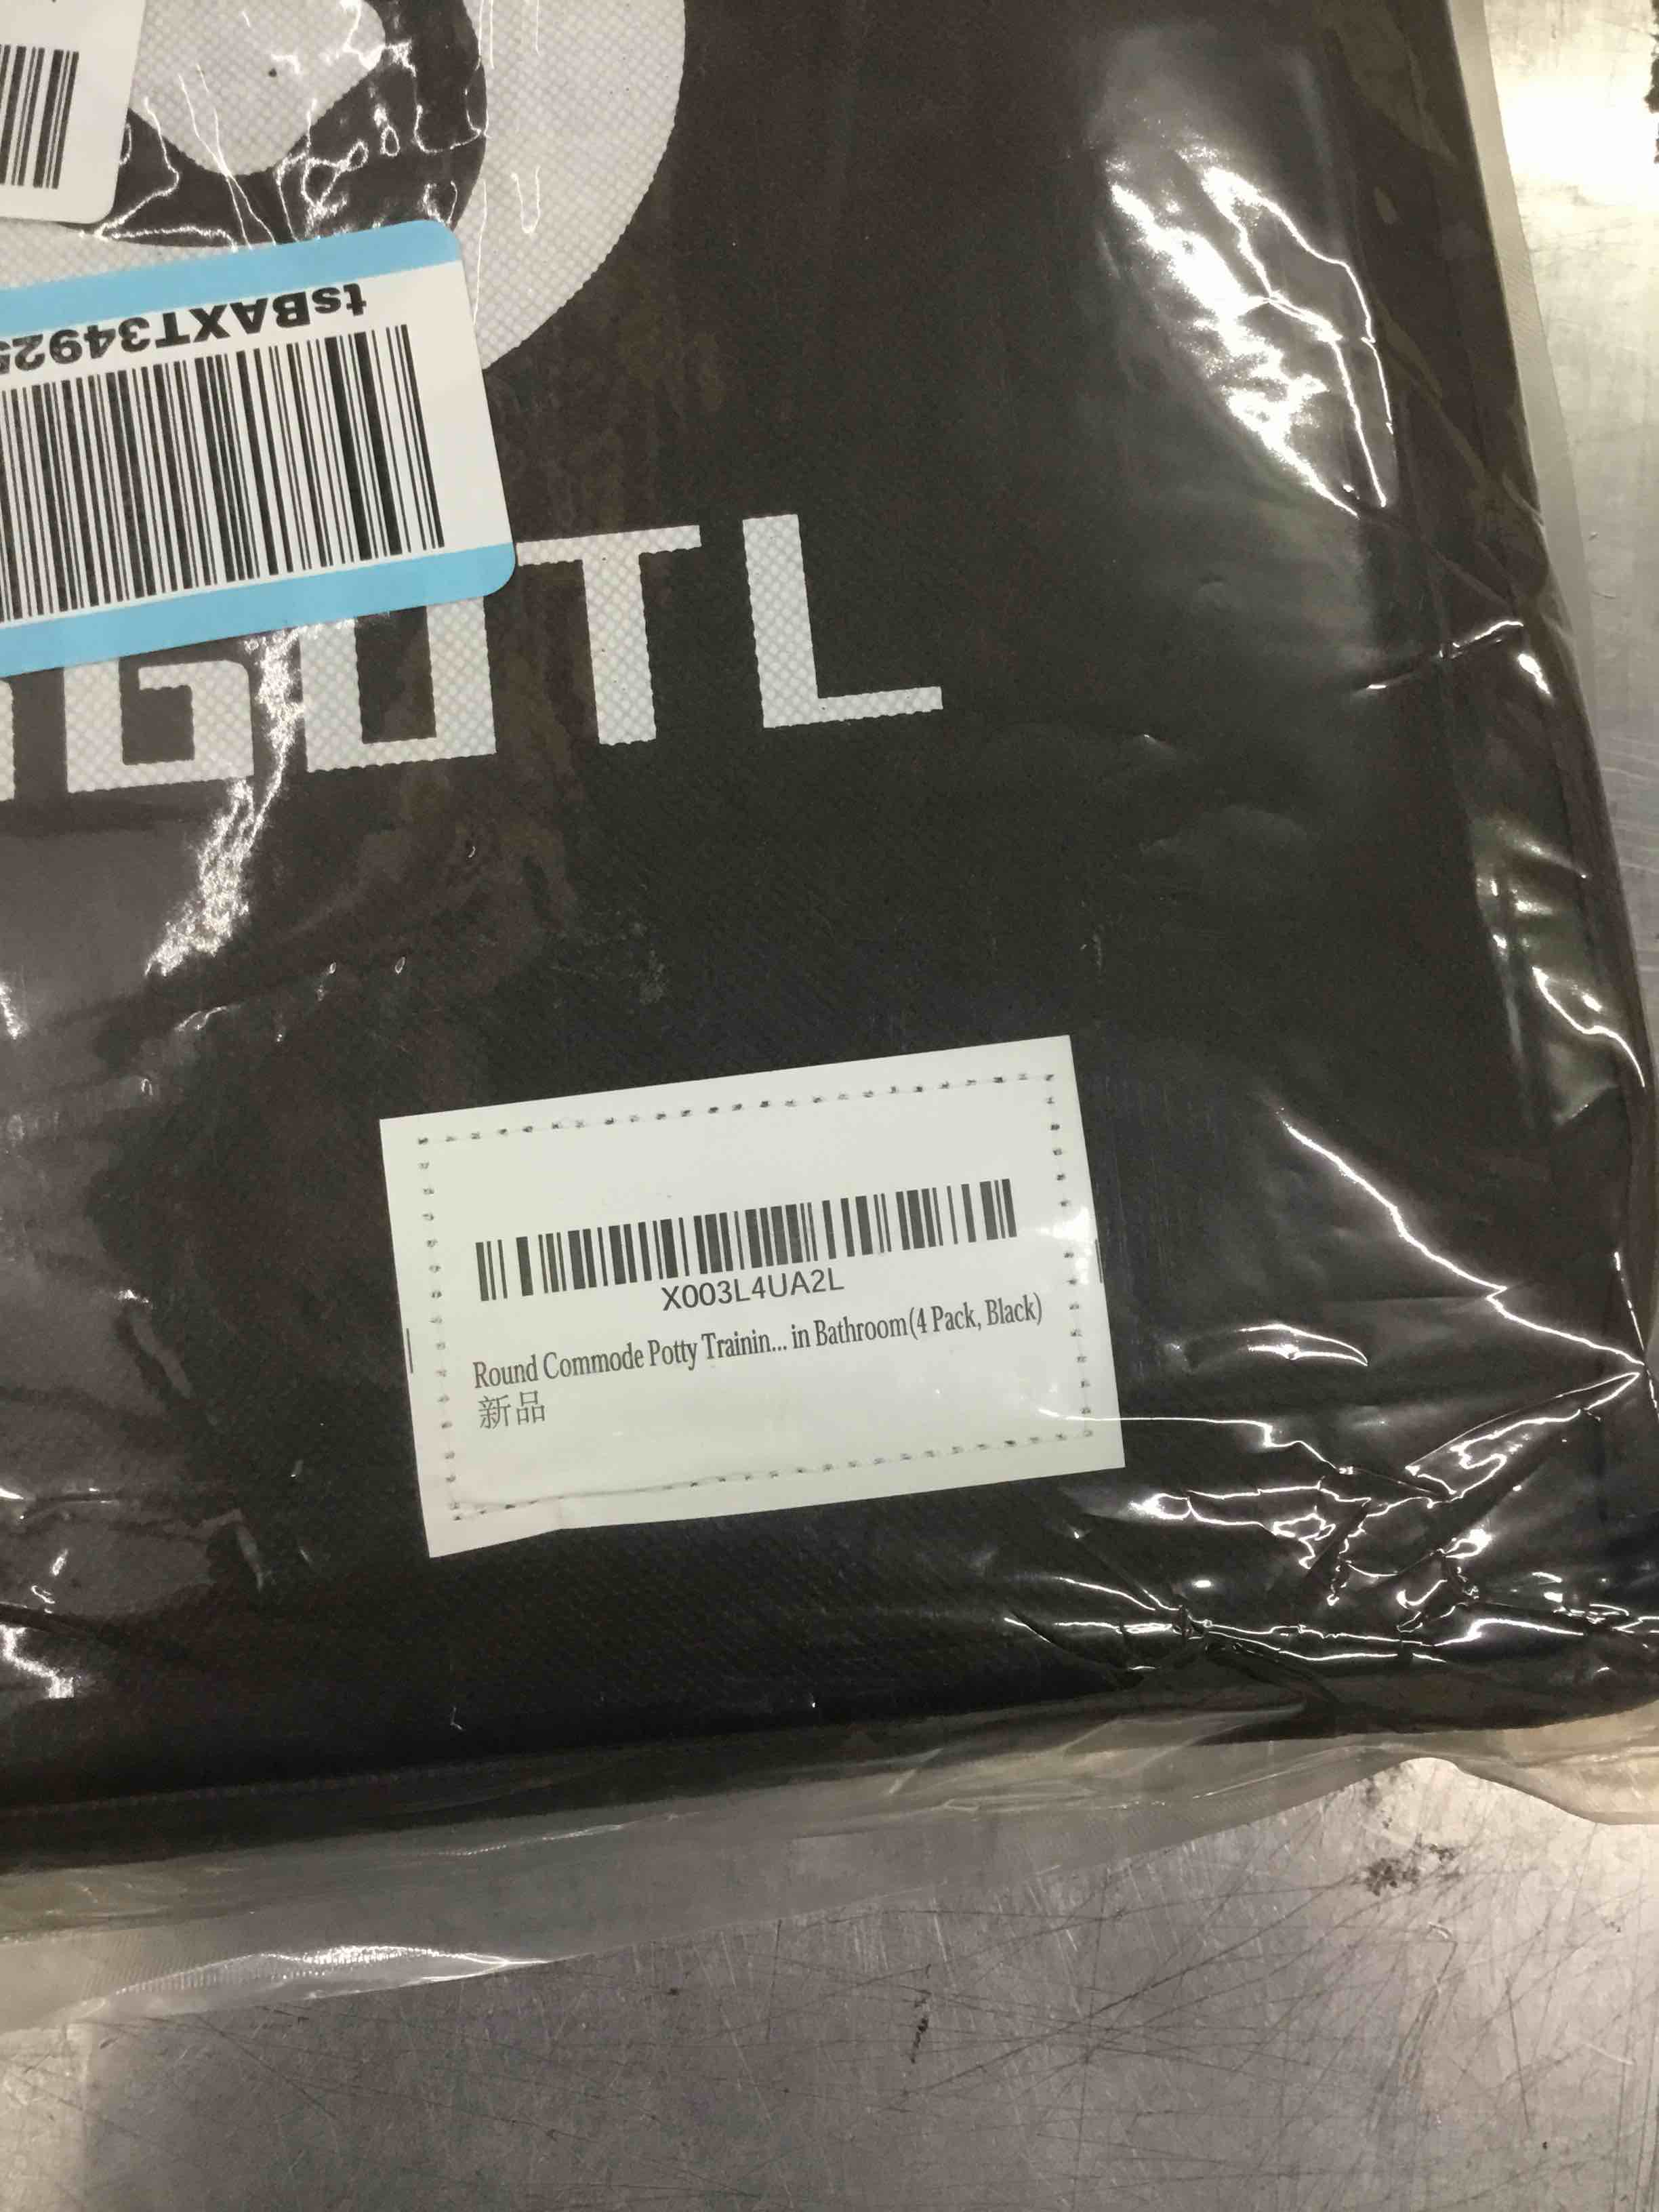 tsBAXT3492
GUTL
X003L4UA2L
Round Commode Potty Trainin... in Bathroom(4 Pack, Black)
新品